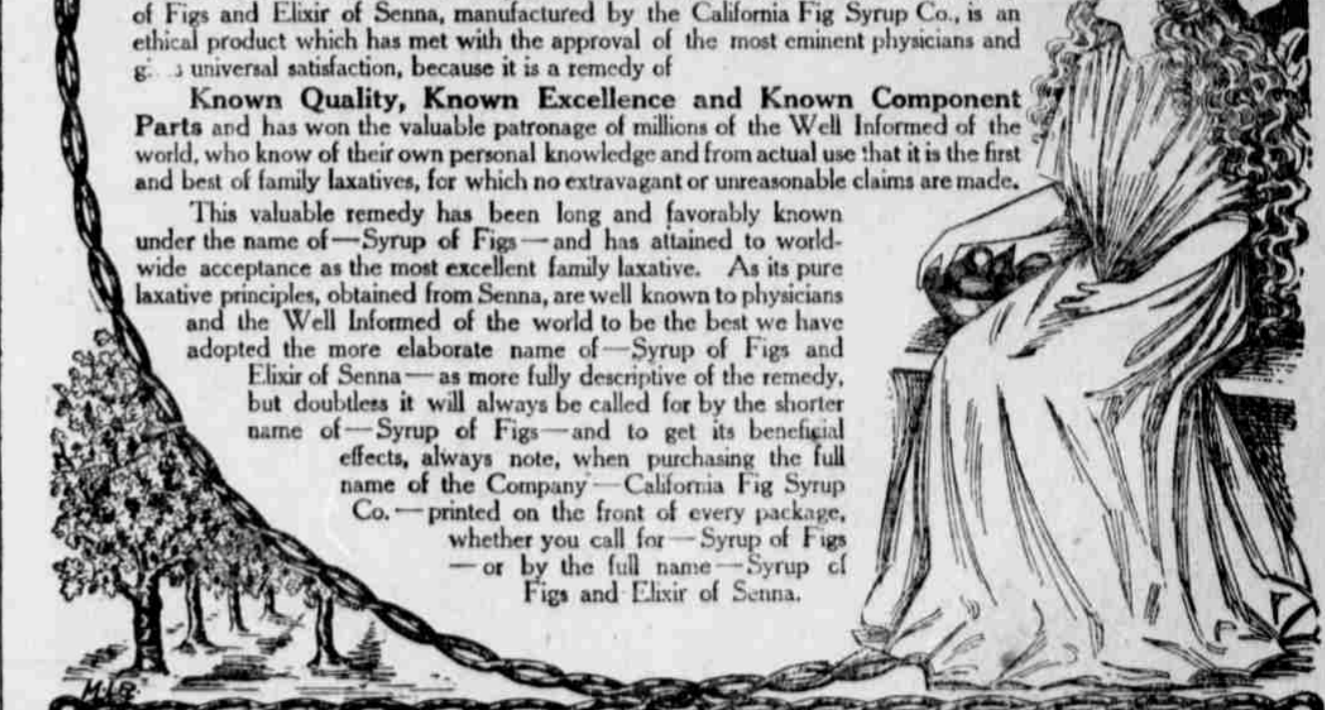 of Figs and Elixir of Senna, manufactured by the California Fig Syrup Co., is an
ethical product which has met with the approval of the most eminent physicians and
universal satisfaction, because it is a remedy of
Known Quality, Known Excellence and Known Component
Parts and has won the valuable patronage of millions of the Well Informed of the
world, who know of their own personal knowledge and from actual use that it is the first
and best of family laxatives, for which no extravagant or unreasonable claims are made.
This valuable remedy has been long and favorably known
under the name of—Syrup of Figs—and has attained to world-
wide acceptance as the most excellent family laxative. As its pure
laxative principles, obtained from Senna, are well known to physicians
and the Well Informed of the world to be the best we have
adopted the more elaborate name of—Syrup of Figs and
Elixir of Senna—as more fully descriptive of the remedy,
but doubtless it will always be called for by the shorter
name of—Syrup of Figs—and to get its beneficial
effects, always note, when purchasing the full
name of the Company—California Fig Syrup
Co.—printed on the front of every package,
whether you call for—Syrup of Figs
—or by the full name—Syrup of
Figs and Elixir of Senna.